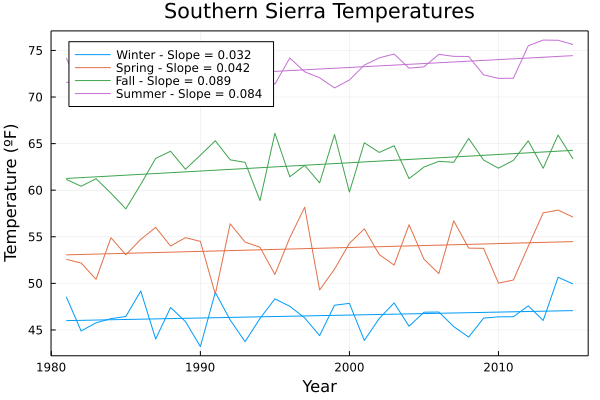 Southern Sierra Temperatures
Winter - Slope = 0.032
Spring - Slope = 0.042
Fall - Slope = 0.089
Summer - Slope = 0.084
Temperature (ºF)
75
70
65
60
55
50
45
1980
1990
2000
2010
Year